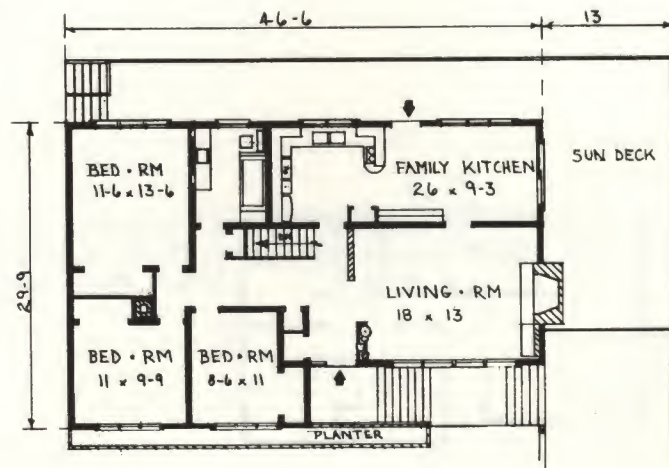 46-6
13
BED • RM
11-6 x 13-6
FAMILY KITCHEN
26 x 9-3
SUN DECK
29-9
LIVING • RM
18 x 13
BED • RM
11 x 9-9
BED • RM
8-6 x 11
PLANTER